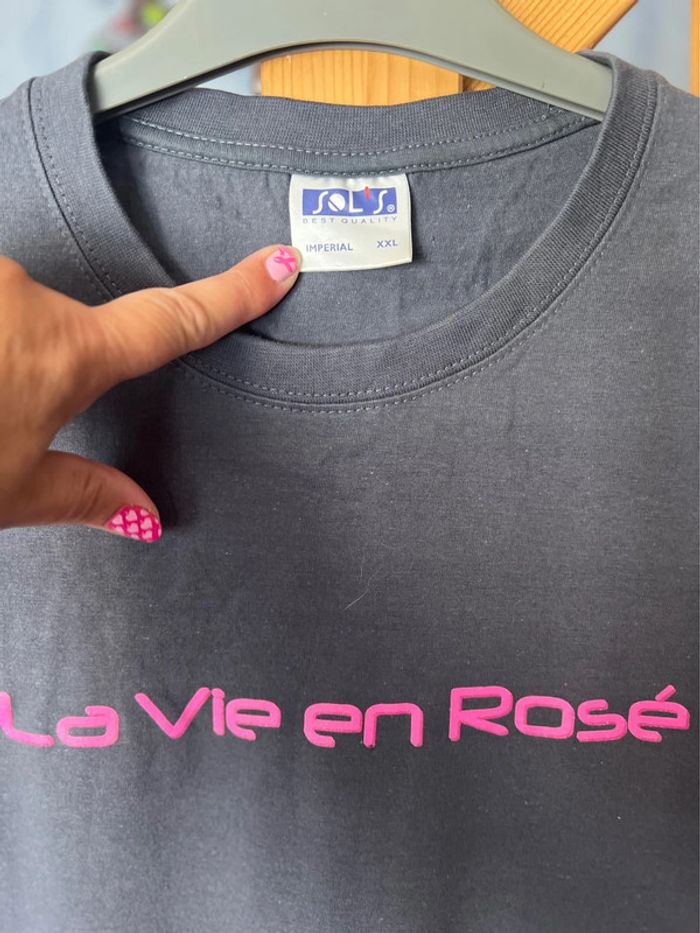 SOL'S ®
BEST QUALITY
IMPERIAL XXL
La Vie en Rosé